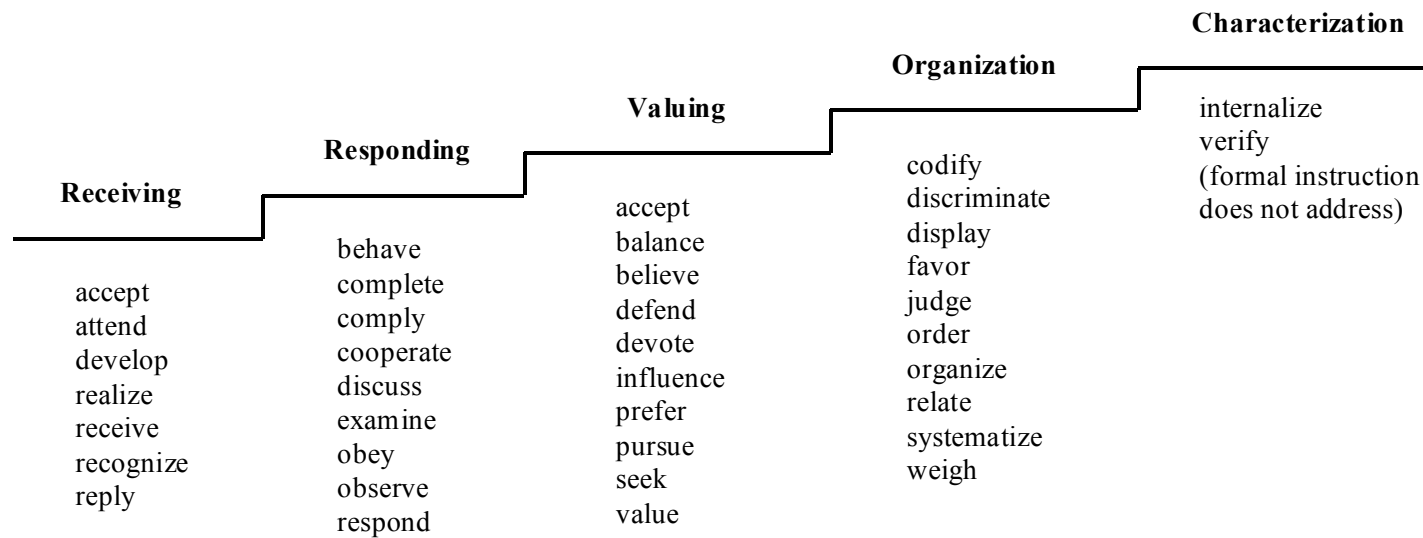 Receiving
accept
attend
develop
realize
receive
recognize
reply
Responding
behave
complete
comply
cooperate
discuss
examine
obey
observe
respond
Valuing
accept
balance
believe
defend
devote
influence
prefer
pursue
seek
value
Organization
codify
discriminate
display
favor
judge
order
organize
relate
systematize
weigh
Characterization
internalize
verify
(formal instruction
does not address)